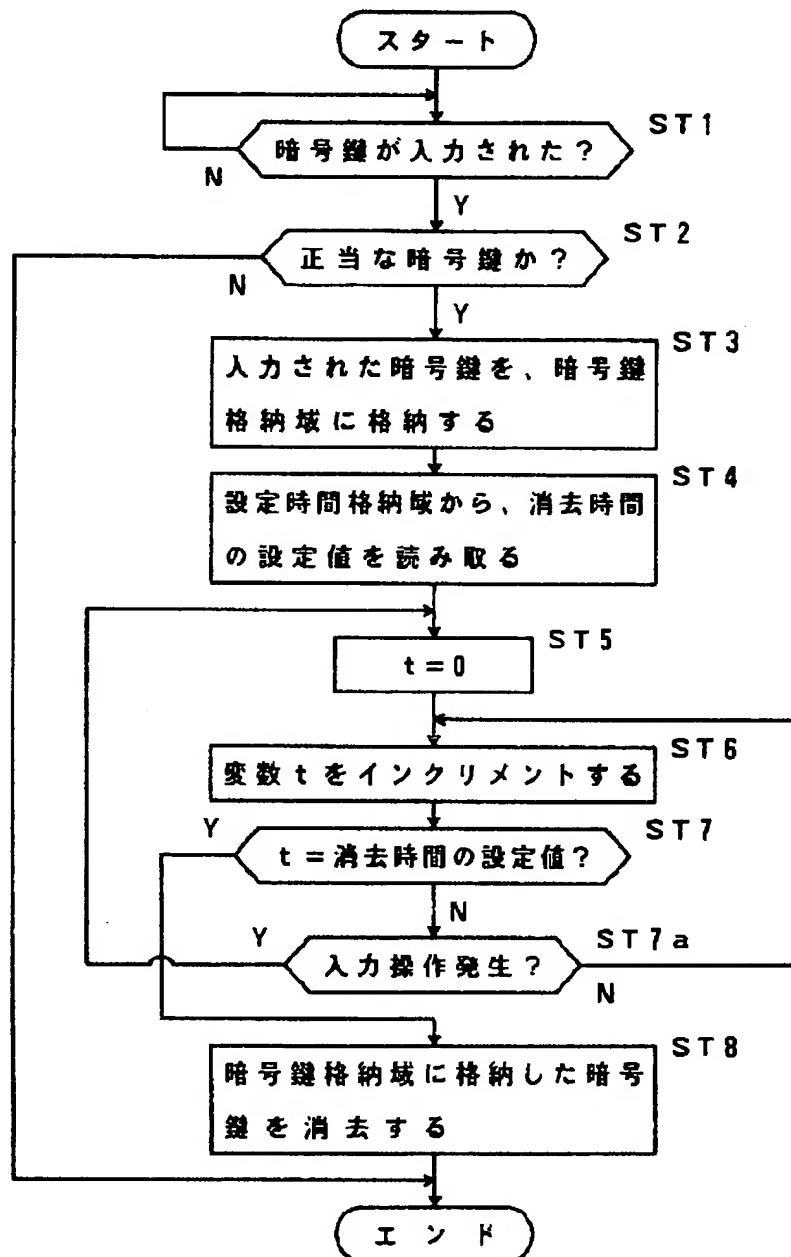 スタート
ST1
暗号鍵が入力された?
N
Y
ST2
正当な暗号鍵か?
N
Y
ST3
入力された暗号鍵を、暗号鍵
格納域に格納する
ST4
設定時間格納域から、消去時間
の設定値を読み取る
ST5
t=0
ST6
変数tをインクリメントする
Y
ST7
t=消去時間の設定値?
N
Y
ST7a
入力操作発生?
N
ST8
暗号鍵格納域に格納した暗号
鍵を消去する
エンド